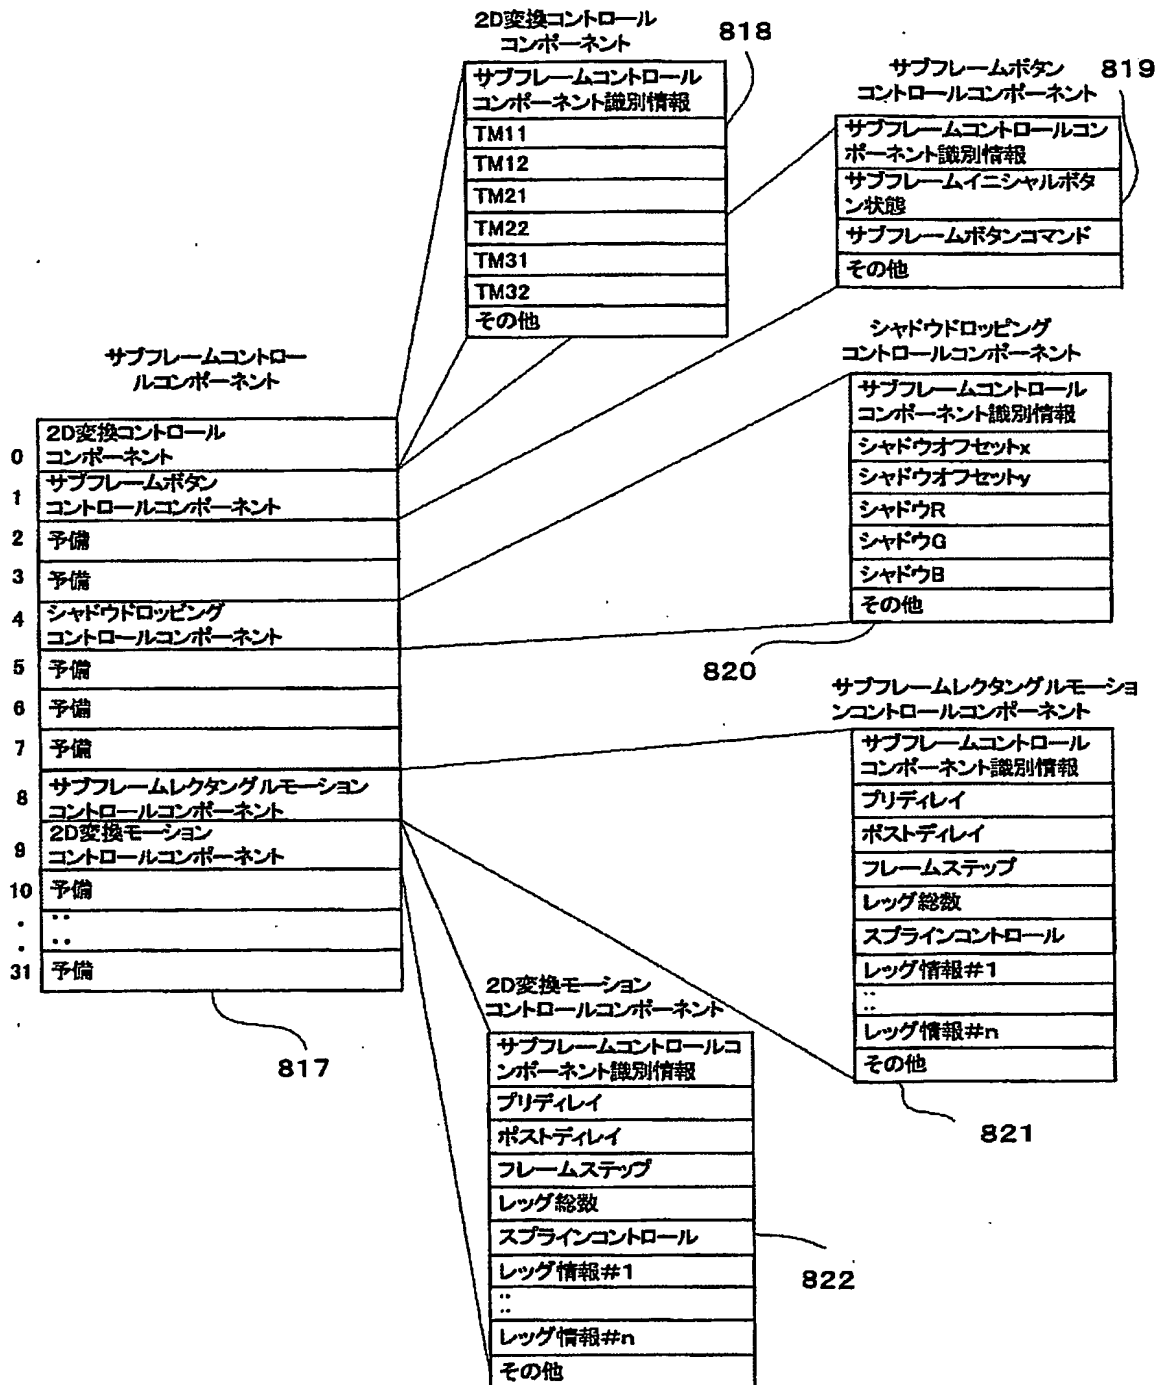 2D変換コントロール
コンポーネント
818
サブフレームコントロール
コンポーネント識別情報
TM11
TM12
TM21
TM22
TM31
TM32
その他
サブフレームボタン
コントロールコンポーネント
819
サブフレームコントロールコン
ポーネント識別情報
サブフレームイニシャルボタ
ン状態
サブフレームボタンコマンド
その他
シャドウドロッピング
コントロールコンポーネント
サブフレームコントロール
コンポーネント識別情報
シャドウオフセットx
シャドウオフセットy
シャドウR
シャドウG
シャドウB
その他
820
サブフレームコントロー
ルコンポーネント
0
2D変換コントロール
コンポーネント
1
サブフレームボタン
コントロールコンポーネント
2 予備
3 予備
4
シャドウドロッピング
コントロールコンポーネント
5 予備
6 予備
7 予備
8
サブフレームレクタングルモーション
コントロールコンポーネント
9
2D変換モーション
コントロールコンポーネント
10 予備
: :
31 予備
817
サブフレームレクタングルモーショ
ンコントロールコンポーネント
サブフレームコントロール
コンポーネント識別情報
プリディレイ
ポストディレイ
フレームステップ
レッグ総数
スプラインコントロール
レッグ情報#1
::
レッグ情報#n
その他
821
2D変換モーション
コントロールコンポーネント
サブフレームコントロールコ
ンポーネント識別情報
プリディレイ
ポストディレイ
フレームステップ
レッグ総数
スプラインコントロール
レッグ情報#1
::
レッグ情報#n
その他
822